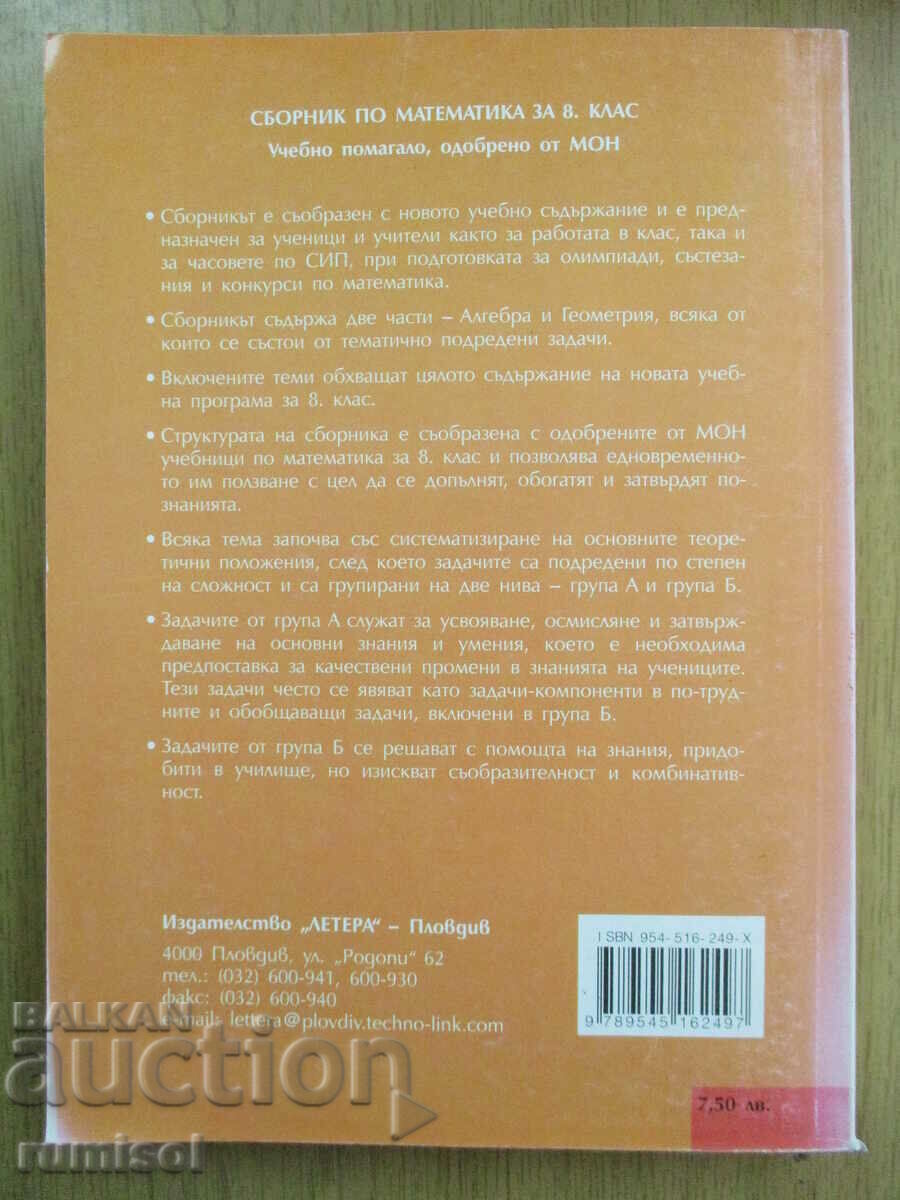 СБОРНИК ПО МАТЕМАТИКА ЗА 8. КЛАС
Учебно помагало, одобрено от МОН
• Сборникът е съобразен с новото учебно съдържание и е пред-
назначен за ученици и учители както за работата в клас, така и
за часовете по СИП, при подготовката за олимпиади, състеза-
ния и конкурси по математика.
• Сборникът съдържа две части – Алгебра и Геометрия, всяка от
които се състои от тематично подредени задачи.
• Включените теми обхващат цялото съдържание на новата учеб-
на програма за 8. клас.
• Структурата на сборника е съобразена с одобрените от МОН
учебници по математика за 8. клас и позволява едновременно-
то им ползване с цел да се допълнят, обогатят и затвърдят по-
знанията.
• Всяка тема започва със систематизиране на основните теоре-
тични положения, след което задачите са подредени по степен
на сложност и са групирани на две нива – група А и група Б.
• Задачите от група А служат за усвояване, осмисляне и затвърж-
даване на основни знания и умения, което е необходима
предпоставка за качествени промени в знанията на учениците.
Тези задачи често се явяват като задачи-компоненти в по-труд-
ните и обобщаващи задачи, включени в група Б.
• Задачите от група Б се решават с помощта на знания, придо-
бити в училище, но изискват съобразителност и комбинатив-
ност.
Издателство „ЛЕТЕРА“ – Пловдив
4000 Пловдив, ул. „Родопи“ 62
тел.: (032) 600-941, 600-930
факс: (032) 600-940
e-mail: lettera@plovdiv.techno-link.com
ISBN 954-516-249-X
9 789545 162497
7,50 лв.
BALKAN
auction
rumisol